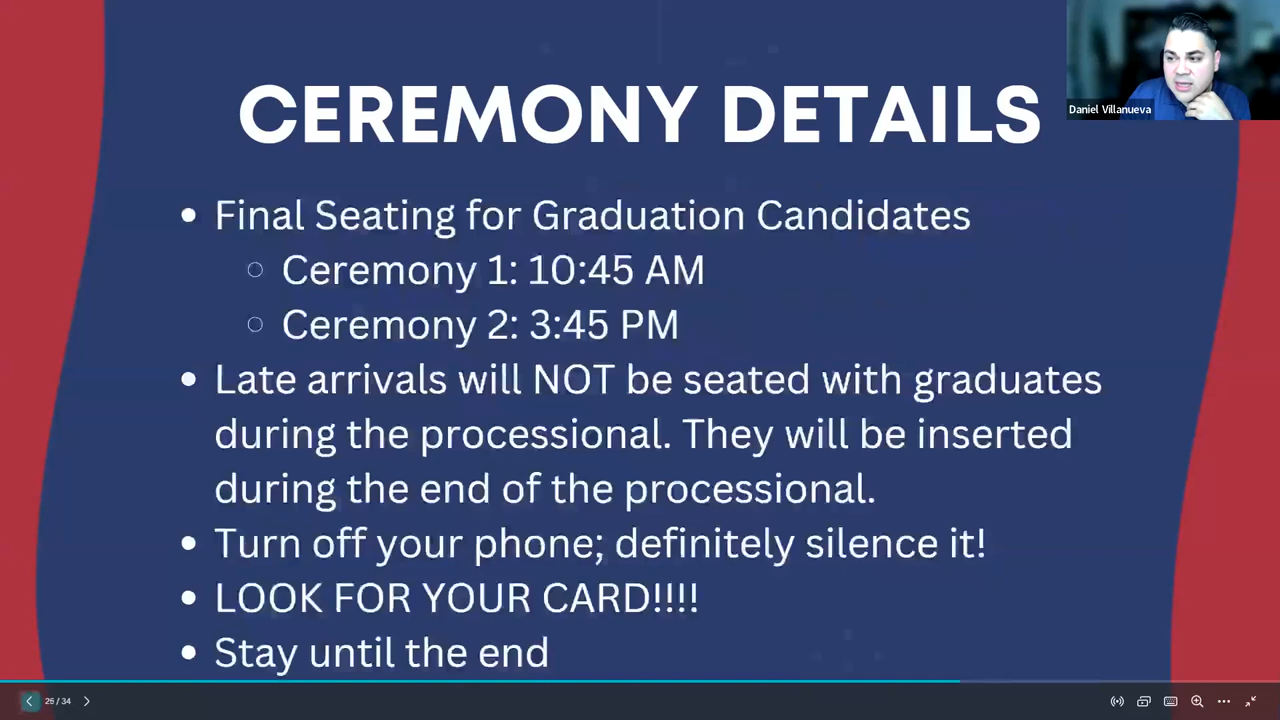 CEREMONY DETAILS
Daniel Villanueva
• Final Seating for Graduation Candidates
○ Ceremony 1: 10:45 AM
○ Ceremony 2: 3:45 PM
• Late arrivals will NOT be seated with graduates
during the processional. They will be inserted
during the end of the processional.
• Turn off your phone; definitely silence it!
• LOOK FOR YOUR CARD!!!!
• Stay until the end
26 / 34